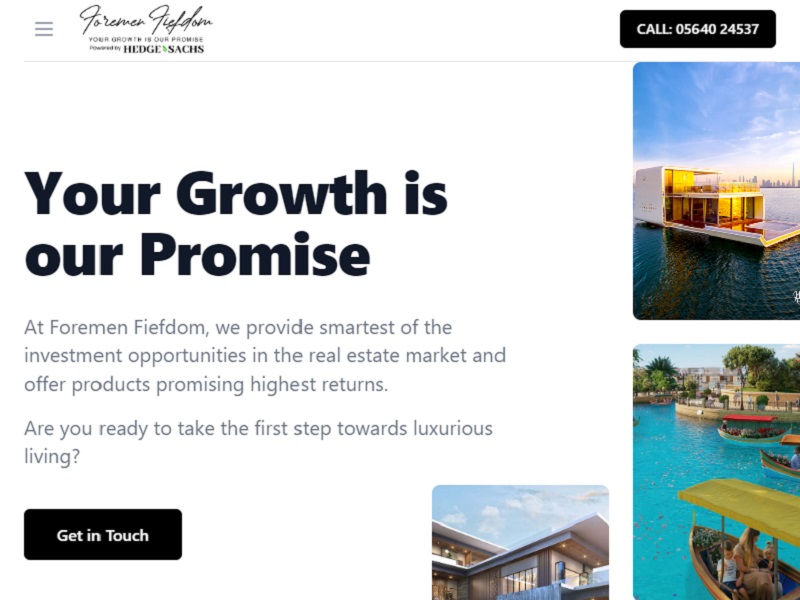 Foremen Fiefdom
YOUR GROWTH IS OUR PROMISE
Powered by HEDGE SACHS
CALL: 05640 24537
Your Growth is
our Promise
At Foremen Fiefdom, we provide smartest of the
investment opportunities in the real estate market and
offer products promising highest returns.
Are you ready to take the first step towards luxurious
living?
Get in Touch